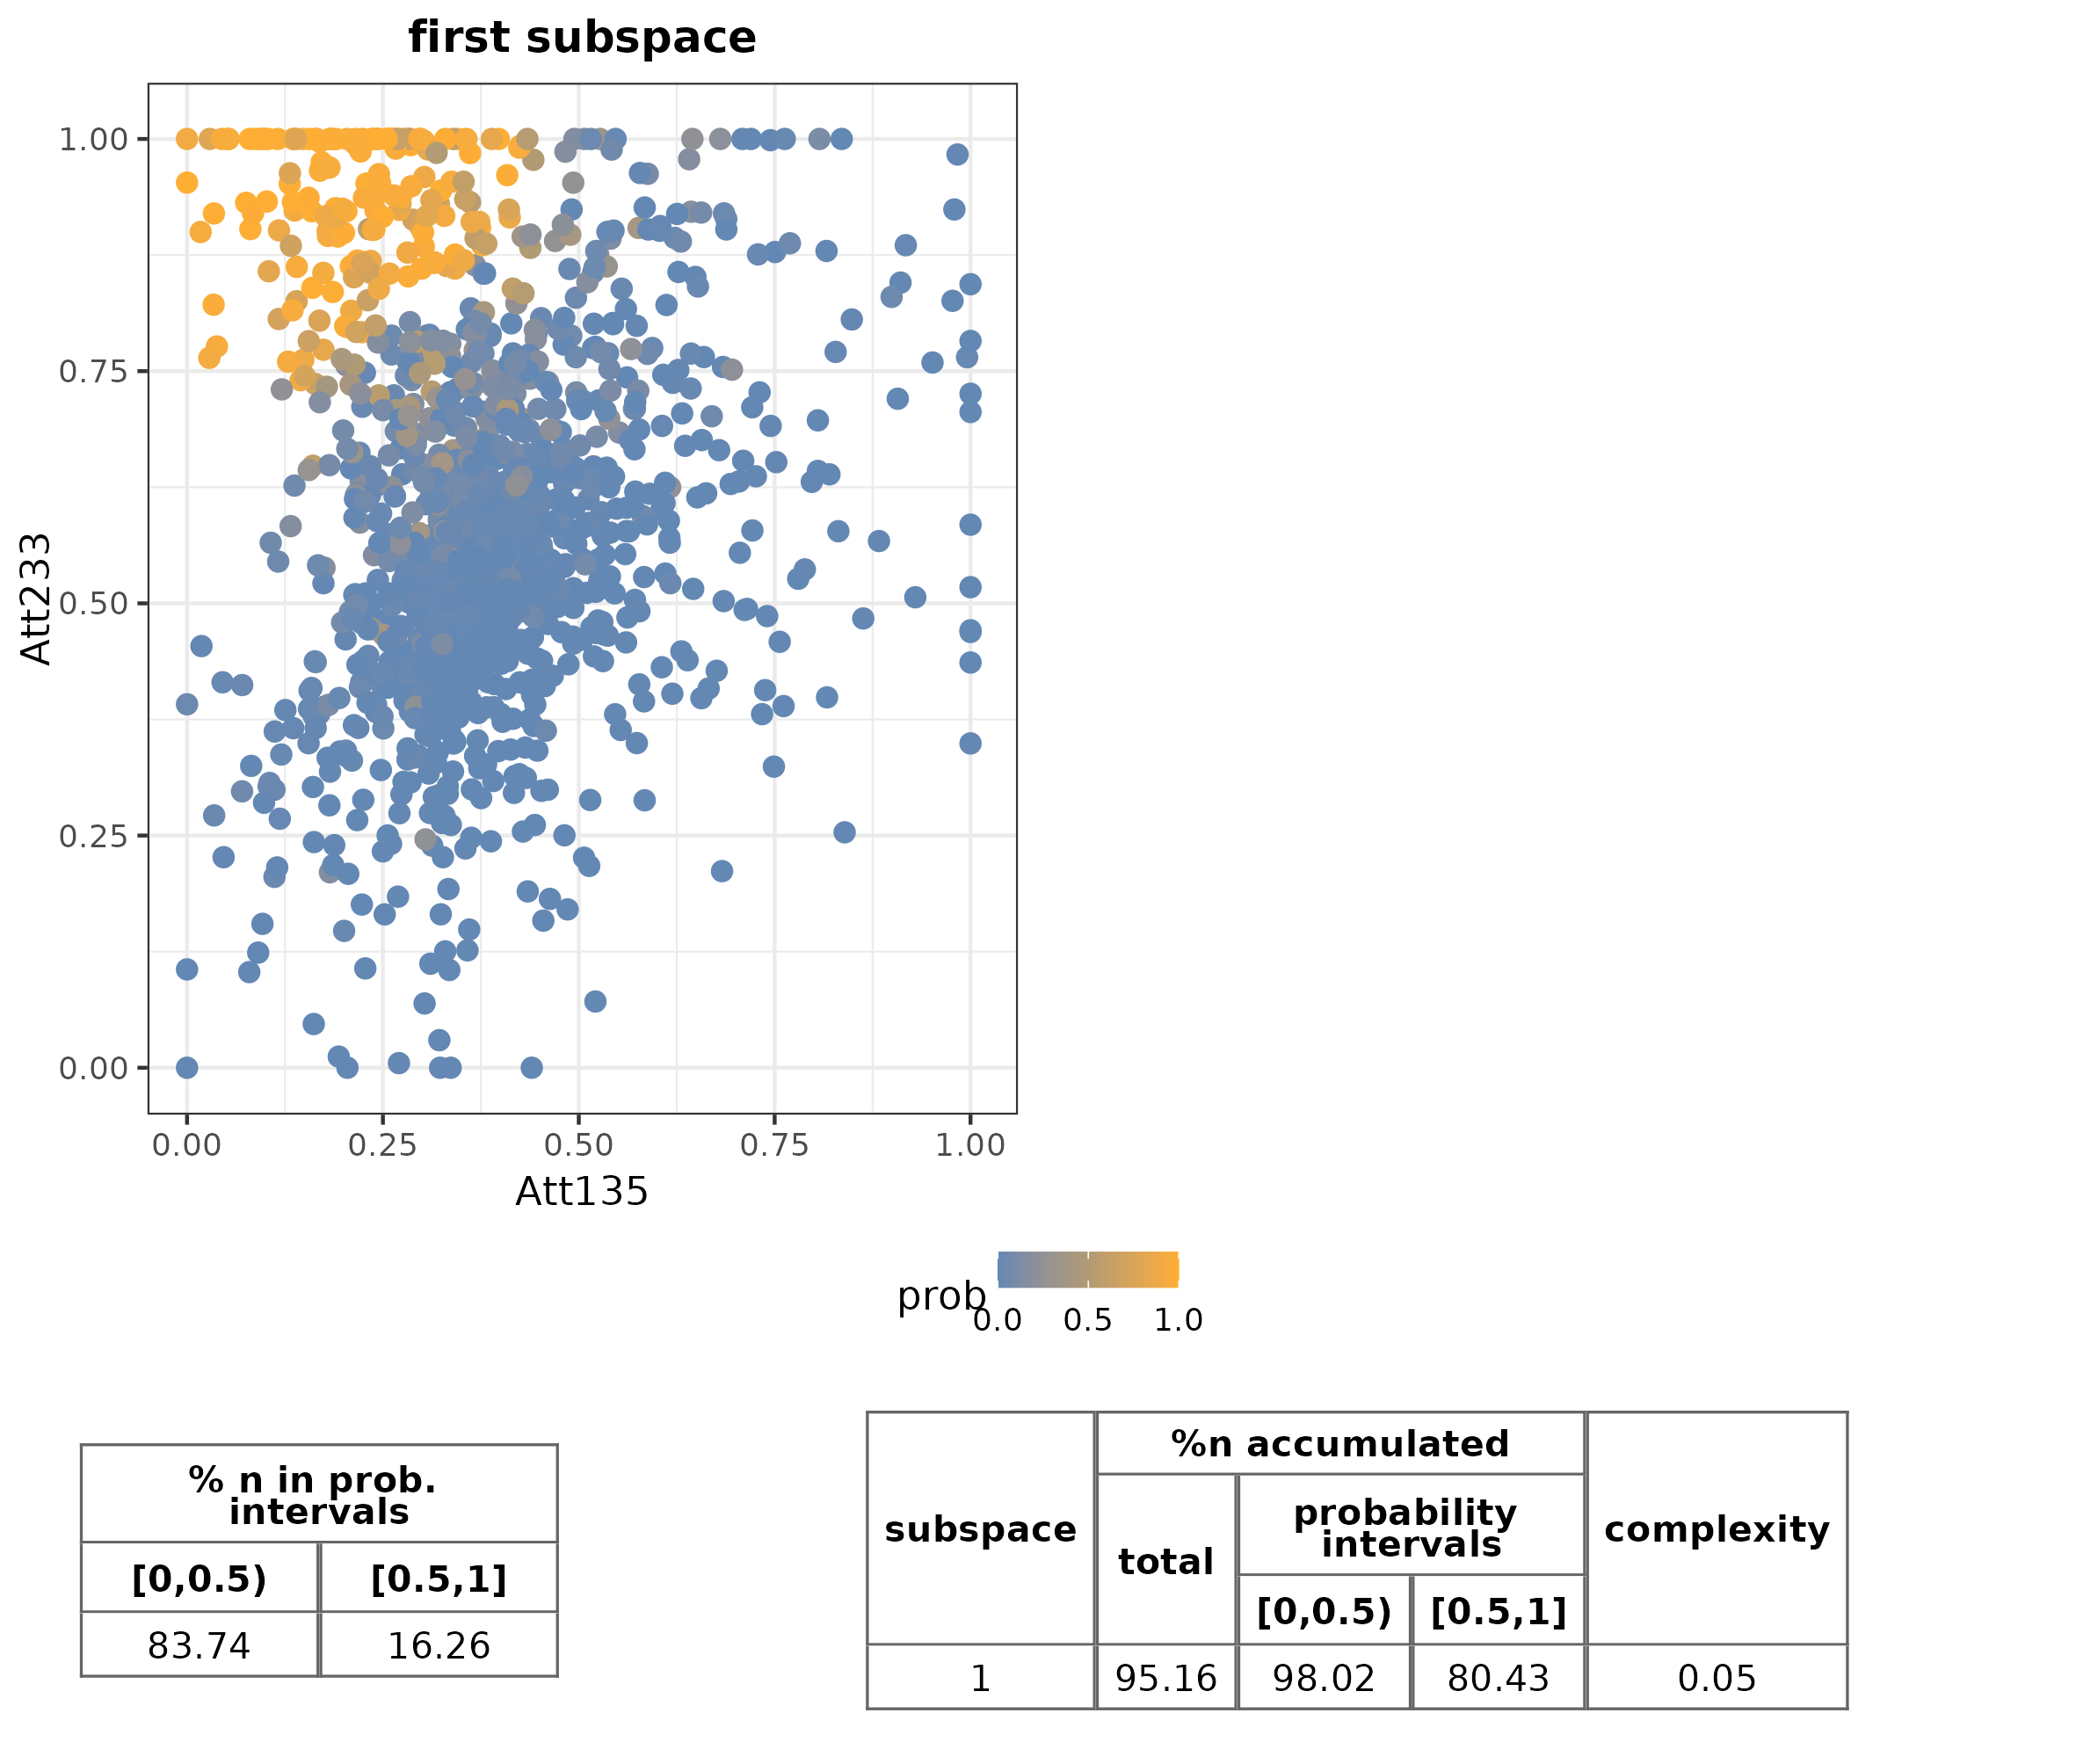 first subspace
1.00
0.75
0.50
0.25
0.00
Att233
0.00 0.25 0.50 0.75 1.00
Att135
prob
0.0 0.5 1.0
% n in prob.
intervals
[0,0.5) [0.5,1]
83.74 16.26
%n accumulated
subspace
total
probability
intervals
complexity
[0,0.5) [0.5,1]
1 95.16 98.02 80.43 0.05